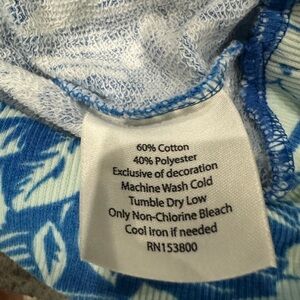 60% Cotton
40% Polyester
Exclusive of decoration
Machine Wash Cold
Tumble Dry Low
Only Non-Chlorine Bleach
Cool iron if needed
RN153800